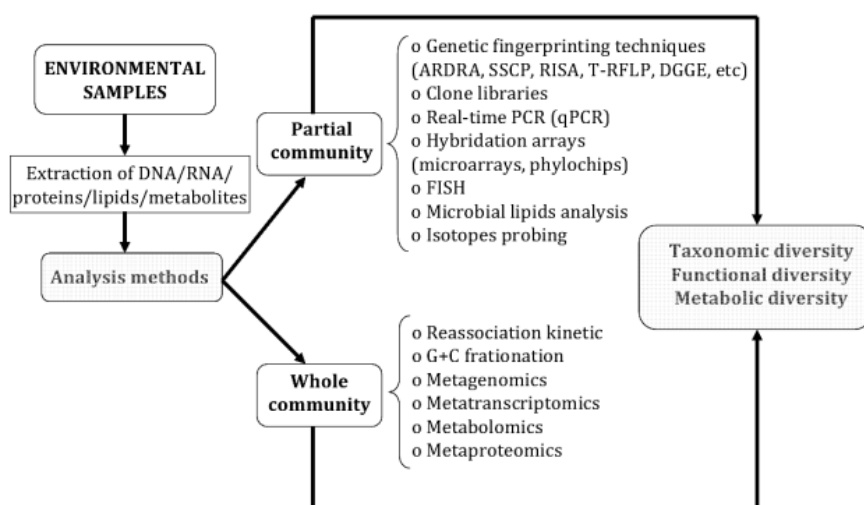 ENVIRONMENTAL
SAMPLES
Extraction of DNA/RNA/
proteins/lipids/metabolites
Analysis methods
Partial
community
o Genetic fingerprinting techniques
(ARDRA, SSCP, RISA, T-RFLP, DGGE, etc)
o Clone libraries
o Real-time PCR (qPCR)
o Hybridation arrays
(microarrays, phylochips)
o FISH
o Microbial lipids analysis
o Isotopes probing
Whole
community
o Reassociation kinetic
o G+C frationation
o Metagenomics
o Metatranscriptomics
o Metabolomics
o Metaproteomics
Taxonomic diversity
Functional diversity
Metabolic diversity